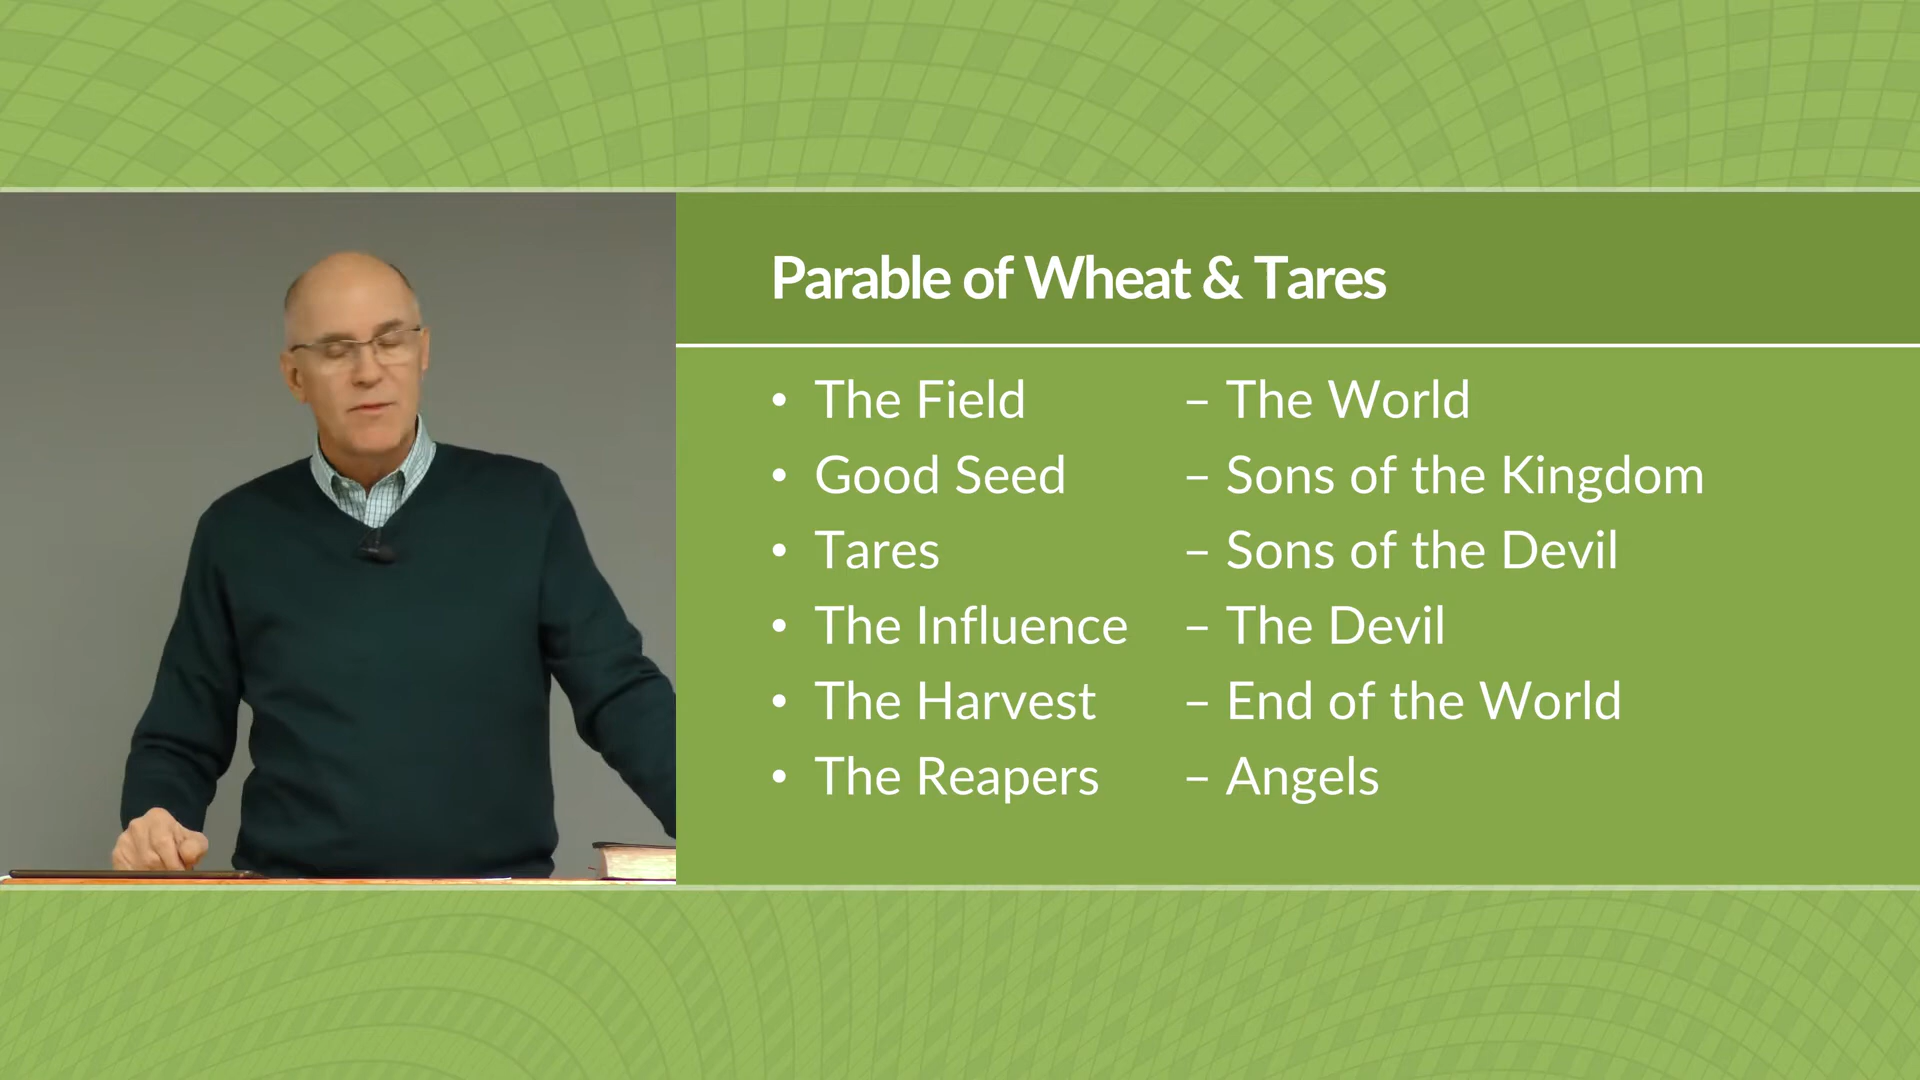 Parable of Wheat & Tares
• The Field – The World
• Good Seed – Sons of the Kingdom
• Tares – Sons of the Devil
• The Influence – The Devil
• The Harvest – End of the World
• The Reapers – Angels